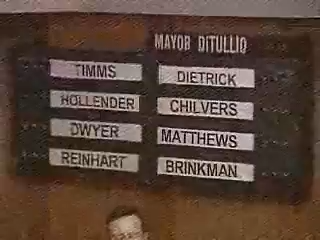 MAYOR DITULLIO
TIMMS
DIETRICK
HOLLENDER
CHILVERS
DWYER
MATTHEWS
REINHART
BRINKMAN